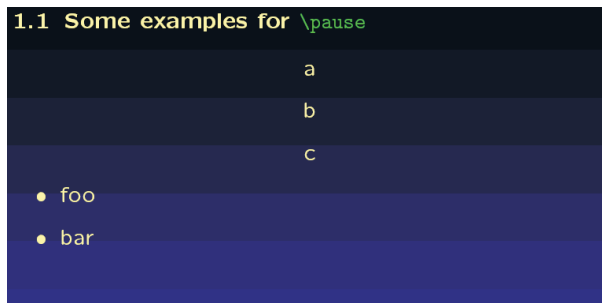 1.1 Some examples for \pause
a
b
c
• foo
• bar